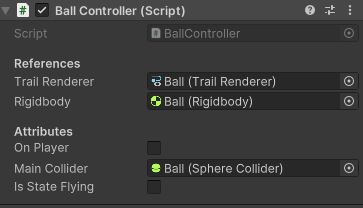 Ball Controller (Script)
Script BallController
References
Trail Renderer Ball (Trail Renderer)
Rigidbody Ball (Rigidbody)
Attributes
On Player
Main Collider Ball (Sphere Collider)
Is State Flying